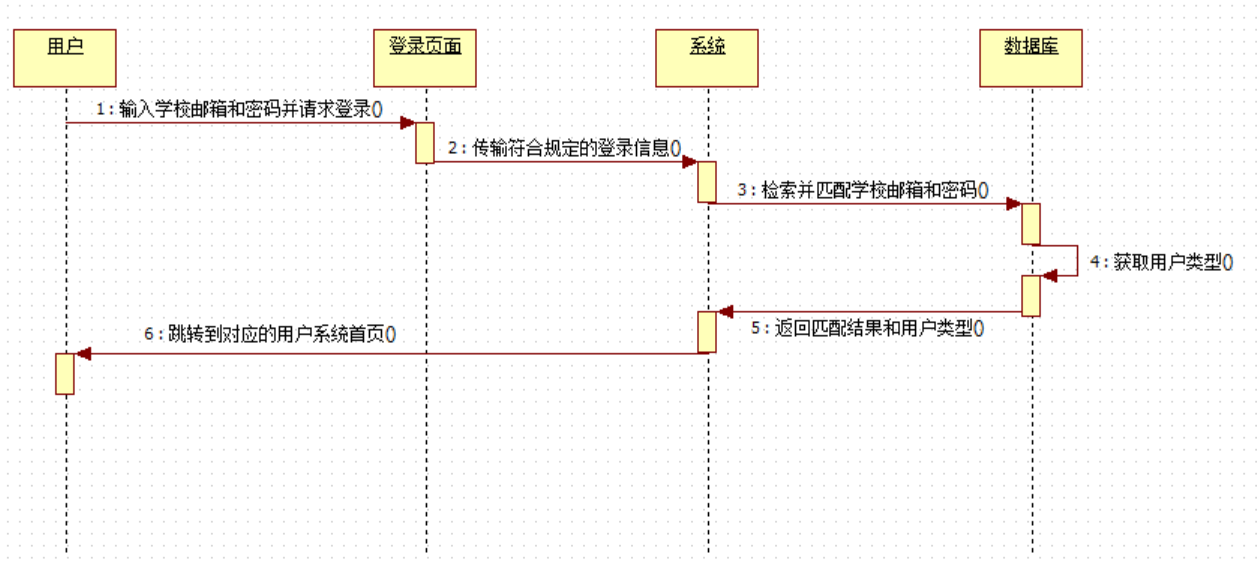 用户
登录页面
系统
数据库
1：输入学校邮箱和密码并请求登录()
2：传输符合规定的登录信息()
3：检索并匹配学校邮箱和密码()
4：获取用户类型()
5：返回匹配结果和用户类型()
6：跳转到对应的用户系统首页()